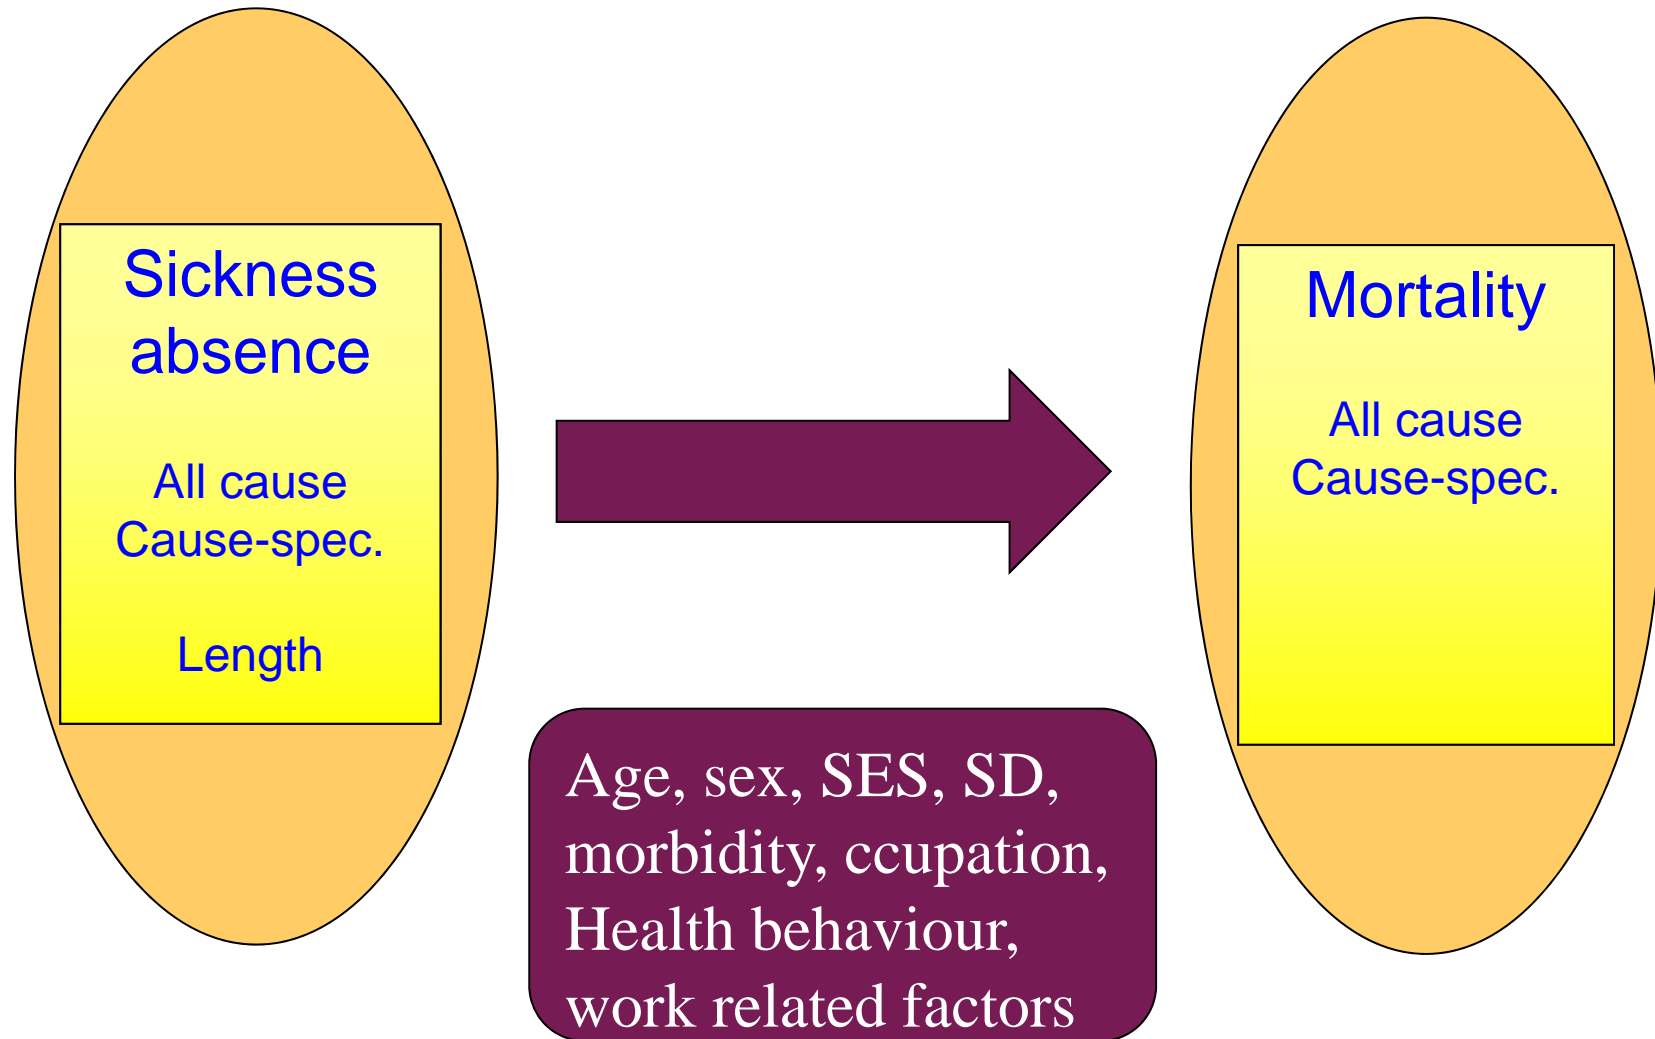 Sickness
absence
All cause
Cause-spec.
Length
Mortality
All cause
Cause-spec.
Age, sex, SES, SD,
morbidity, ccupation,
Health behaviour,
work related factors